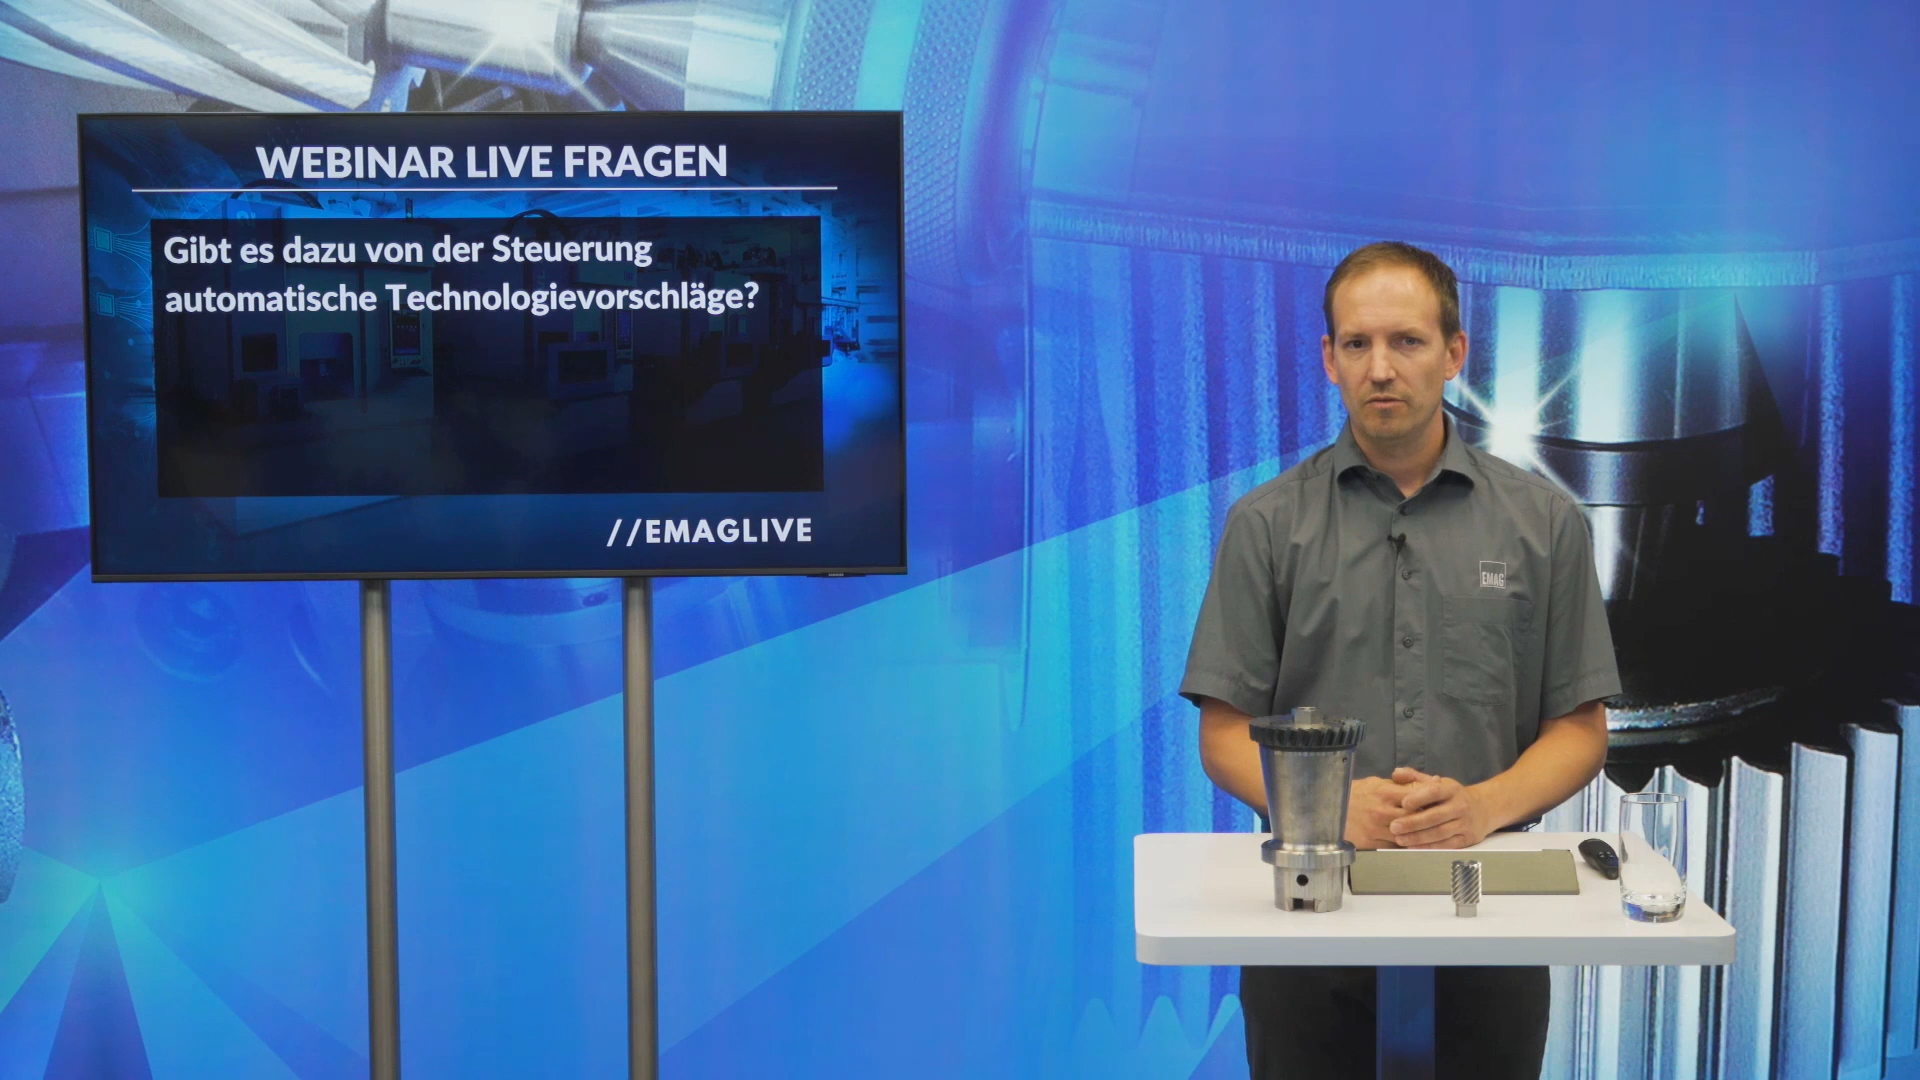 WEBINAR LIVE FRAGEN
Gibt es dazu von der Steuerung
automatische Technologievorschläge?
//EMAGLIVE
EMAG